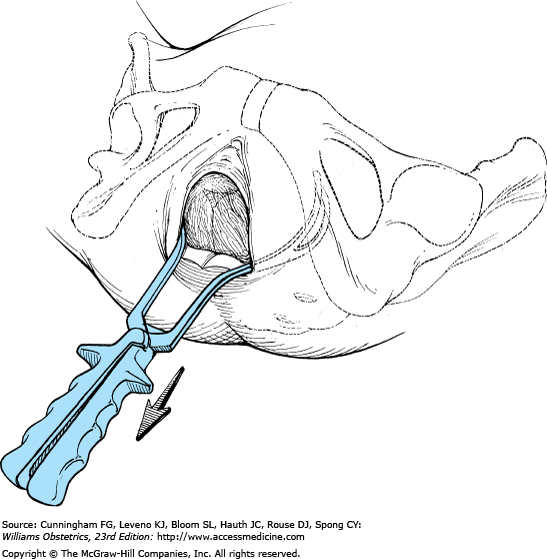 Source: Cunningham FG, Leveno KJ, Bloom SL, Hauth JC, Rouse DJ, Spong CY:
Williams Obstetrics, 23rd Edition: http://www.accessmedicine.com
Copyright © The McGraw-Hill Companies, Inc. All rights reserved.